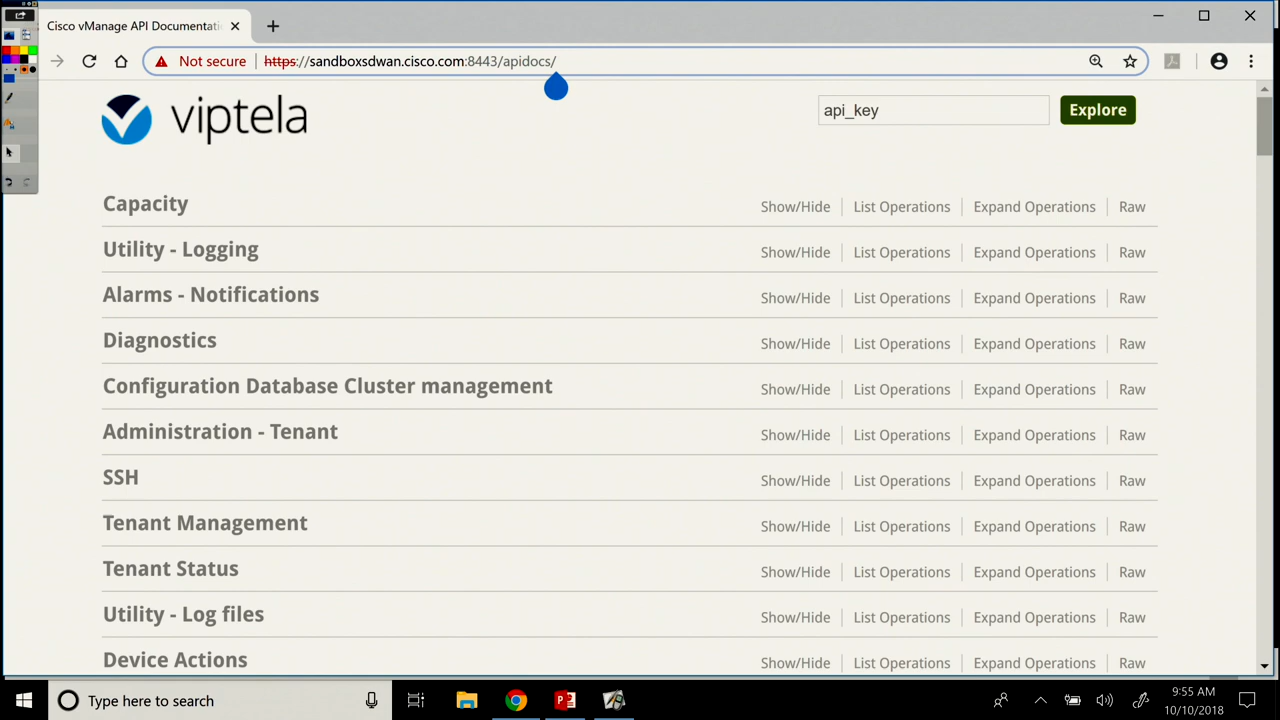 Cisco vManage API Documentati
Not secure https://sandboxsdwan.cisco.com:8443/apidocs/
viptela
api_key Explore
Capacity Show/Hide List Operations Expand Operations Raw
Utility - Logging Show/Hide List Operations Expand Operations Raw
Alarms - Notifications Show/Hide List Operations Expand Operations Raw
Diagnostics Show/Hide List Operations Expand Operations Raw
Configuration Database Cluster management Show/Hide List Operations Expand Operations Raw
Administration - Tenant Show/Hide List Operations Expand Operations Raw
SSH Show/Hide List Operations Expand Operations Raw
Tenant Management Show/Hide List Operations Expand Operations Raw
Tenant Status Show/Hide List Operations Expand Operations Raw
Utility - Log files Show/Hide List Operations Expand Operations Raw
Device Actions Show/Hide List Operations Expand Operations Raw
Type here to search
9:55 AM
10/10/2018